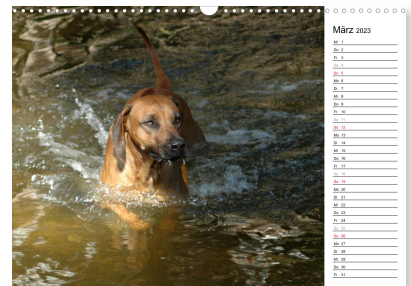 März 2023
Mi 1
Do 2
Fr 3
Sa 4
So 5
Mo 6
Di 7
Mi 8
Do 9
Fr 10
Sa 11
So 12
Mo 13
Di 14
Mi 15
Do 16
Fr 17
Sa 18
So 19
Mo 20
Di 21
Mi 22
Do 23
Fr 24
Sa 25
So 26
Mo 27
Di 28
Mi 29
Do 30
Fr 31